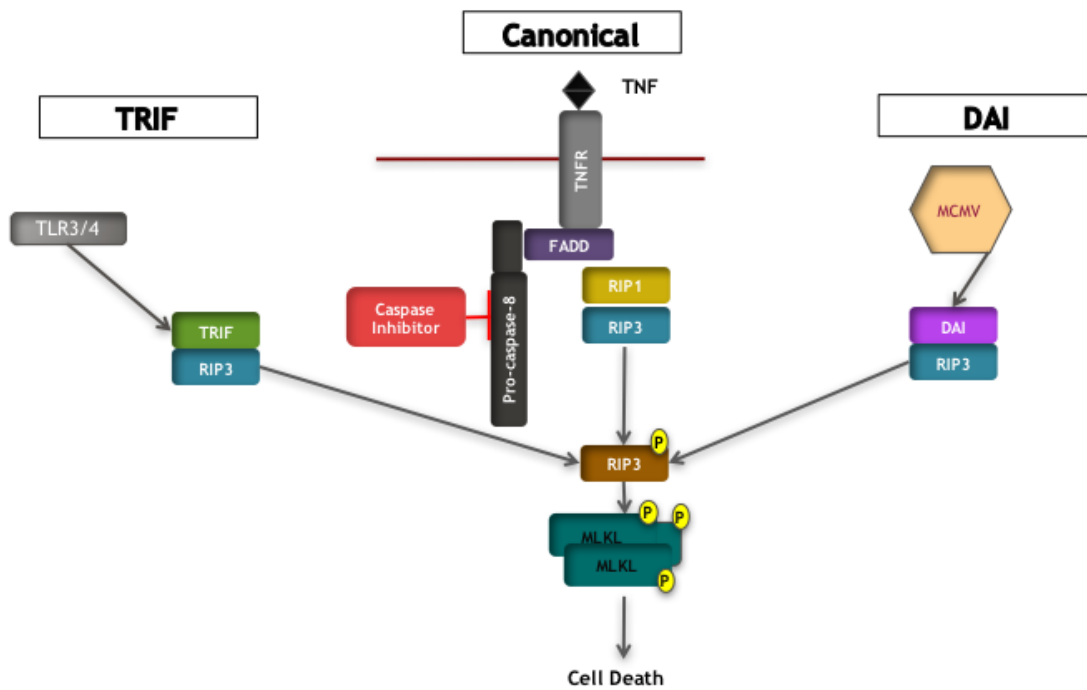 Canonical
TNF
TRIF
DAI
TNFR
MCMV
TLR3/4
FADD
RIP1
Caspase
Inhibitor
Pro-caspase-8
RIP3
TRIF
RIP3
DAI
RIP3
P
RIP3
P
P
MLKL
MLKL
P
Cell Death